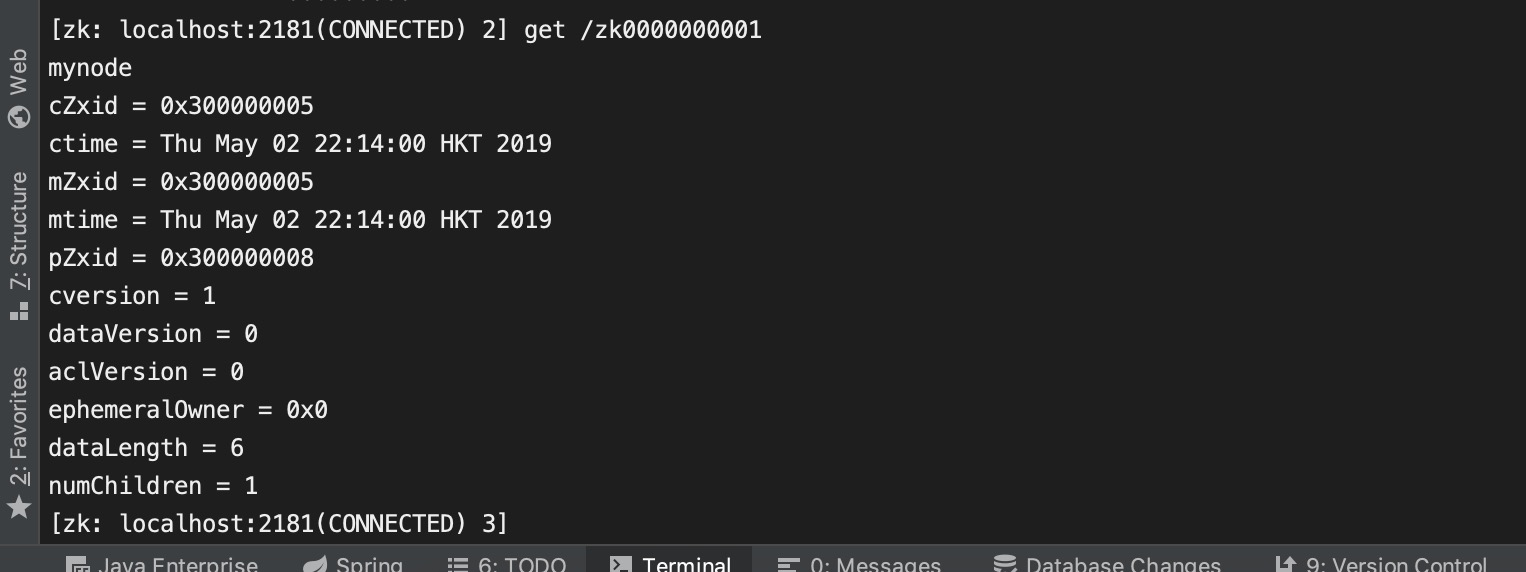 [zk: localhost:2181(CONNECTED) 2] get /zk0000000001
mynode
cZxid = 0x300000005
ctime = Thu May 02 22:14:00 HKT 2019
mZxid = 0x300000005
mtime = Thu May 02 22:14:00 HKT 2019
pZxid = 0x300000008
cversion = 1
dataVersion = 0
aclVersion = 0
ephemeralOwner = 0x0
dataLength = 6
numChildren = 1
[zk: localhost:2181(CONNECTED) 3]
Web
7: Structure
2: Favorites
Java Enterprise
Spring
6: TODO
Terminal
0: Messages
Database Changes
9: Version Control